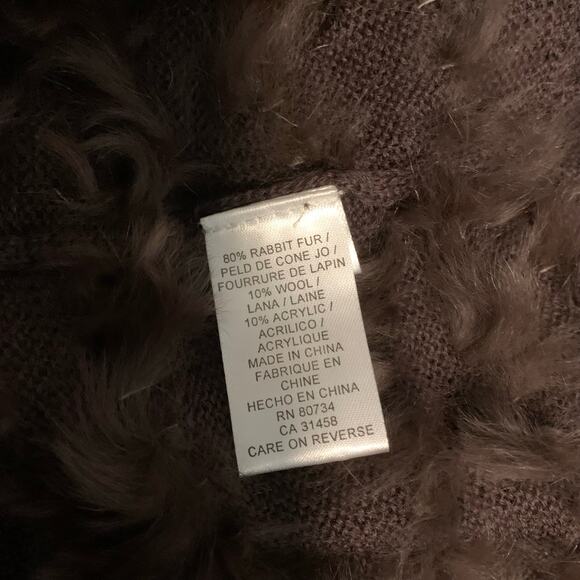 80% RABBIT FUR /
PELD DE CONE JO /
FOURRURE DE LAPIN
10% WOOL /
LANA / LAINE
10% ACRYLIC /
ACRILICO /
ACRYLIQUE
MADE IN CHINA
FABRIQUE EN
CHINE
HECHO EN CHINA
RN 80734
CA 31458
CARE ON REVERSE